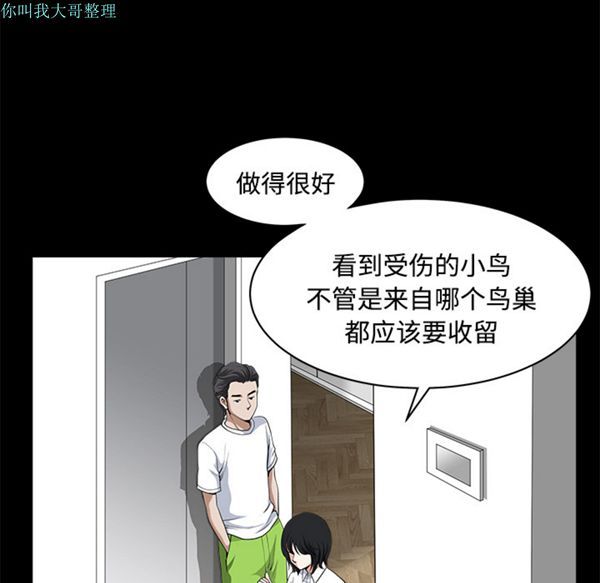 你叫我大哥整理
做得很好
看到受伤的小鸟
不管是来自哪个鸟巢
都应该要收留